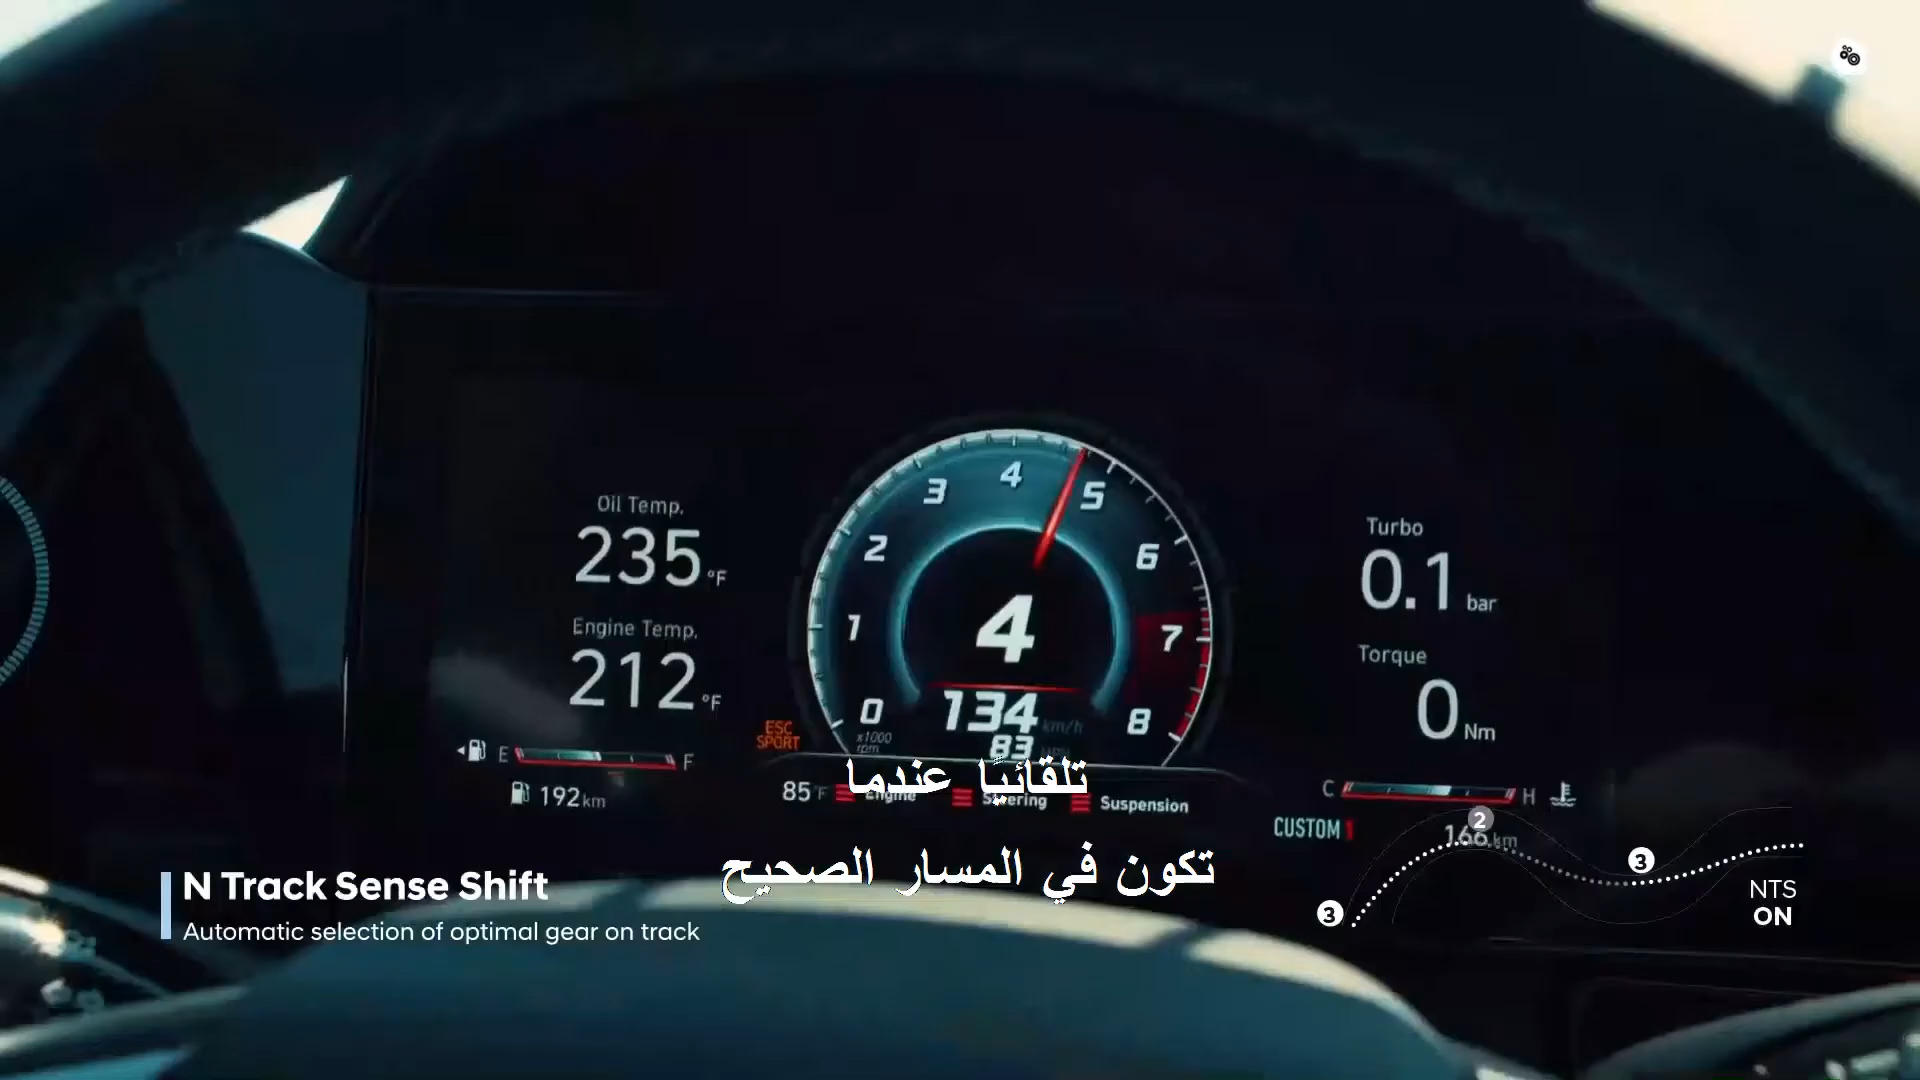 Oil Temp.
235 °F
Engine Temp.
212 °F
E F
192 km
ESC
SPORT
0 1 2 3 4 5 6 7 8
x1000
rpm
4
134 km/h
83 MPH
85 °F Engine Steering Suspension
Turbo
0.1 bar
Torque
0 Nm
C H
CUSTOM 1
166 km
تلقائيًا عندما
تكون في المسار الصحيح
N Track Sense Shift
Automatic selection of optimal gear on track
3 2 3
NTS
ON